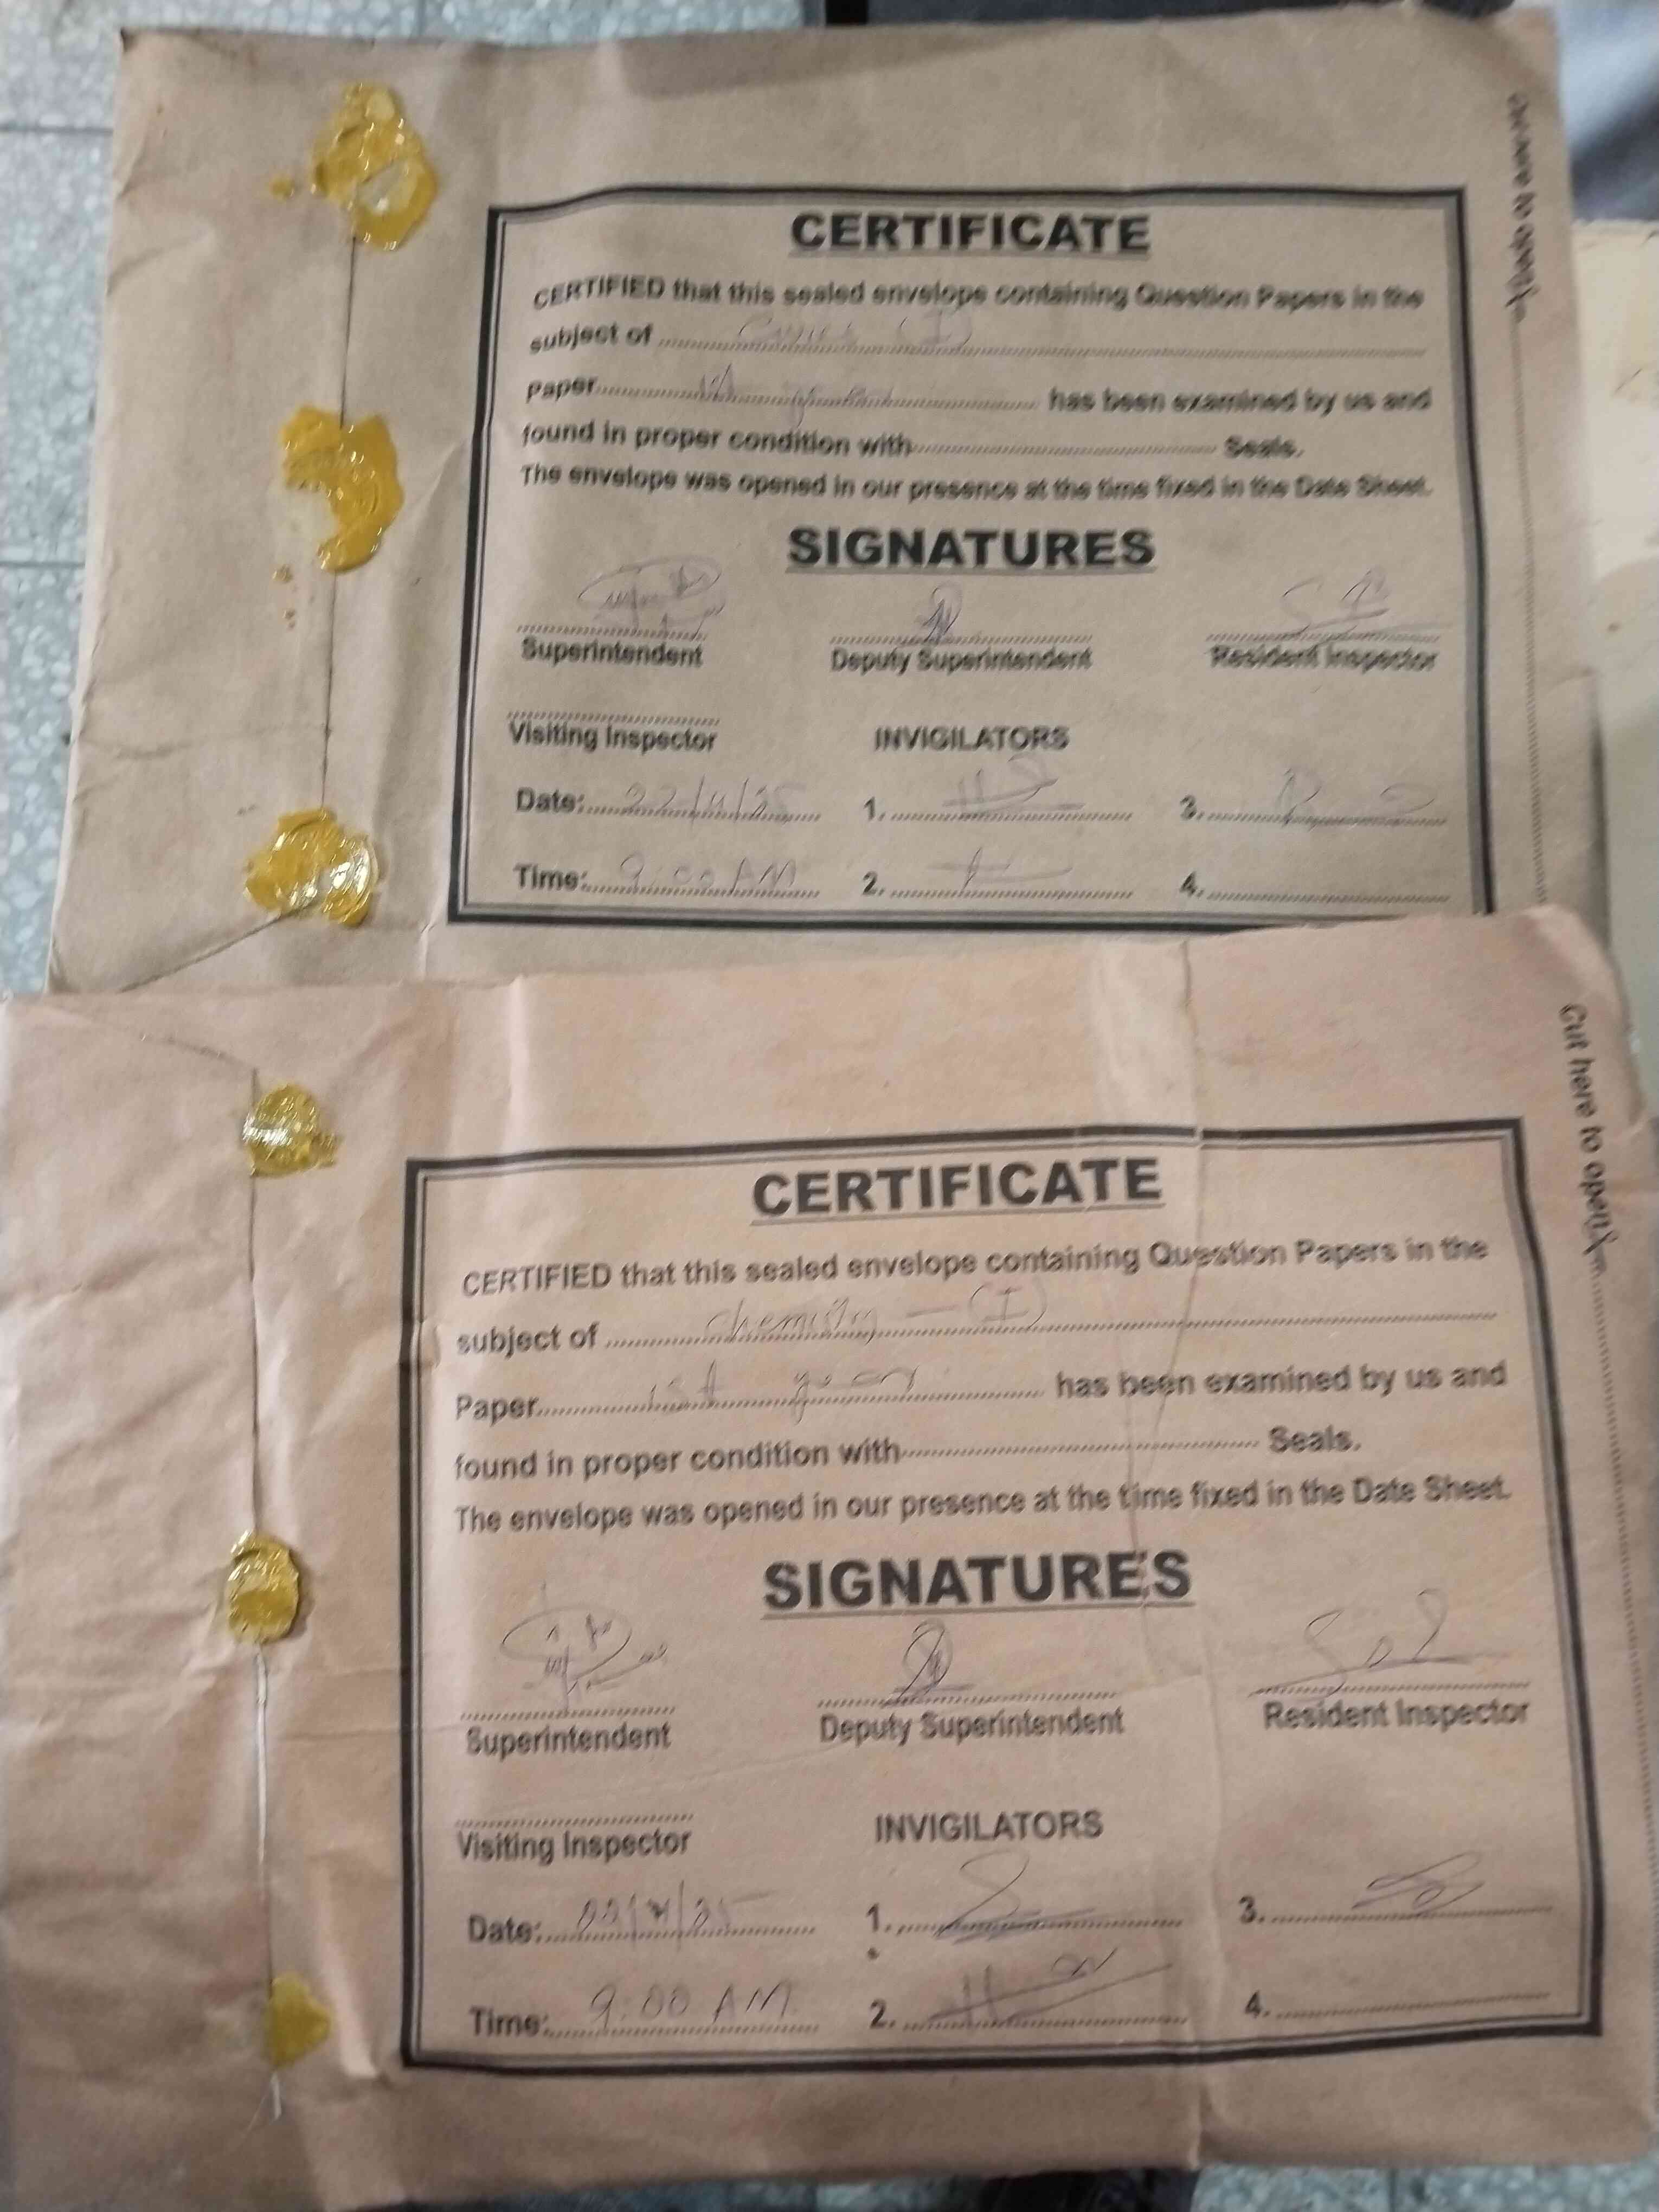 Cut here to open
CERTIFICATE
CERTIFIED that this sealed envelope containing Question Papers in the
subject of (I)
Paper has been examined by us and
found in proper condition with Seals.
The envelope was opened in our presence at the time fixed in the Date Sheet.
SIGNATURES
Superintendent Deputy Superintendent Resident Inspector
Visiting Inspector INVIGILATORS
Date: 22/11/25 1. 3.
Time: 9:00 AM 2. 4.
Cut here to open
CERTIFICATE
CERTIFIED that this sealed envelope containing Question Papers in the
subject of chemistry - (I)
Paper 1st year has been examined by us and
found in proper condition with Seals.
The envelope was opened in our presence at the time fixed in the Date Sheet.
SIGNATURES
Superintendent Deputy Superintendent Resident Inspector
Visiting Inspector INVIGILATORS
Date: 1. 3.
Time: 9:00 AM 2. 4.